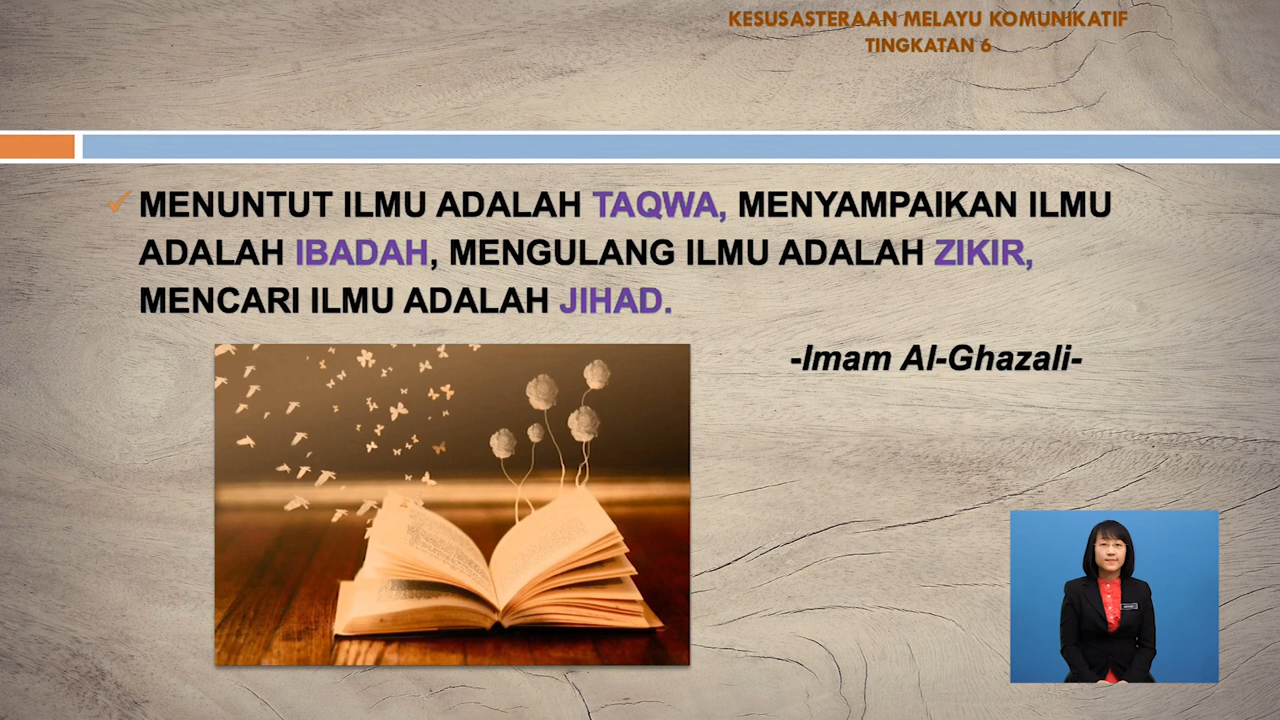 KESUSASTERAAN MELAYU KOMUNIKATIF
TINGKATAN 6
MENUNTUT ILMU ADALAH TAQWA, MENYAMPAIKAN ILMU
ADALAH IBADAH, MENGULANG ILMU ADALAH ZIKIR,
MENCARI ILMU ADALAH JIHAD.
-Imam Al-Ghazali-